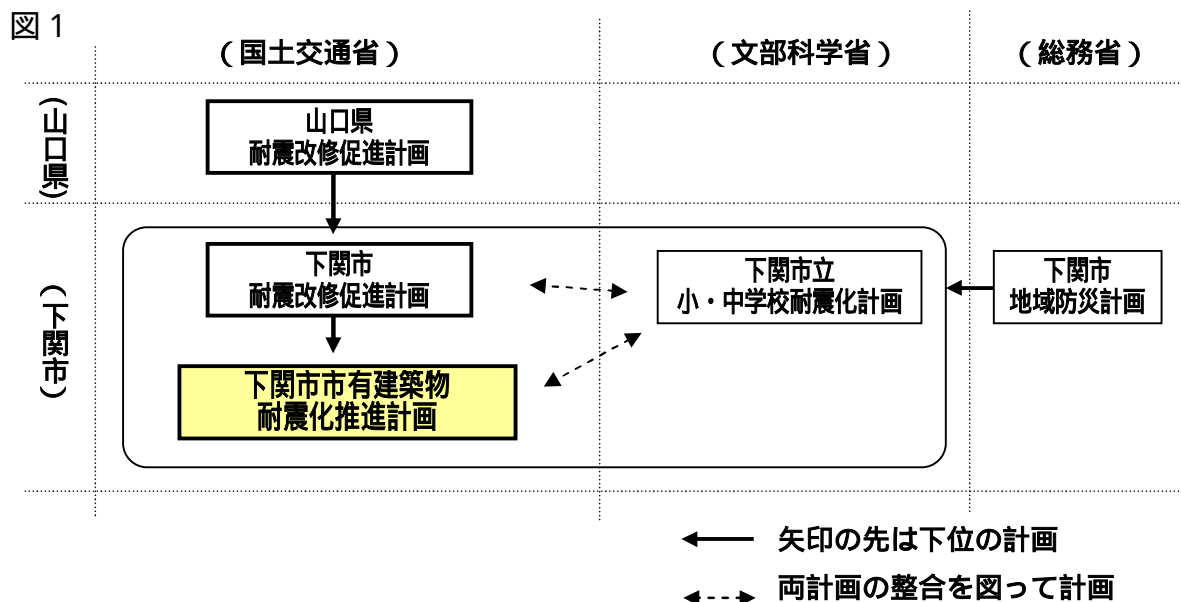 図1
(国土交通省)
(文部科学省)
(総務省)
(山口県)
山口県
耐震改修促進計画
(下関市)
下関市
耐震改修促進計画
下関市立
小・中学校耐震化計画
下関市
地域防災計画
下関市市有建築物
耐震化推進計画
矢印の先は下位の計画
両計画の整合を図って計画